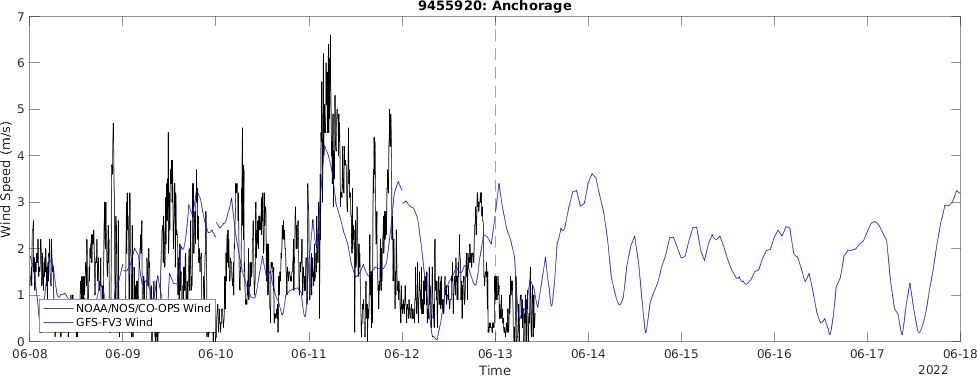 9455920: Anchorage
7
6
5
4
3
2
1
0
Wind Speed (m/s)
NOAA/NOS/CO-OPS Wind
GFS-FV3 Wind
06-08 06-09 06-10 06-11 06-12 06-13 06-14 06-15 06-16 06-17 06-18
Time
2022